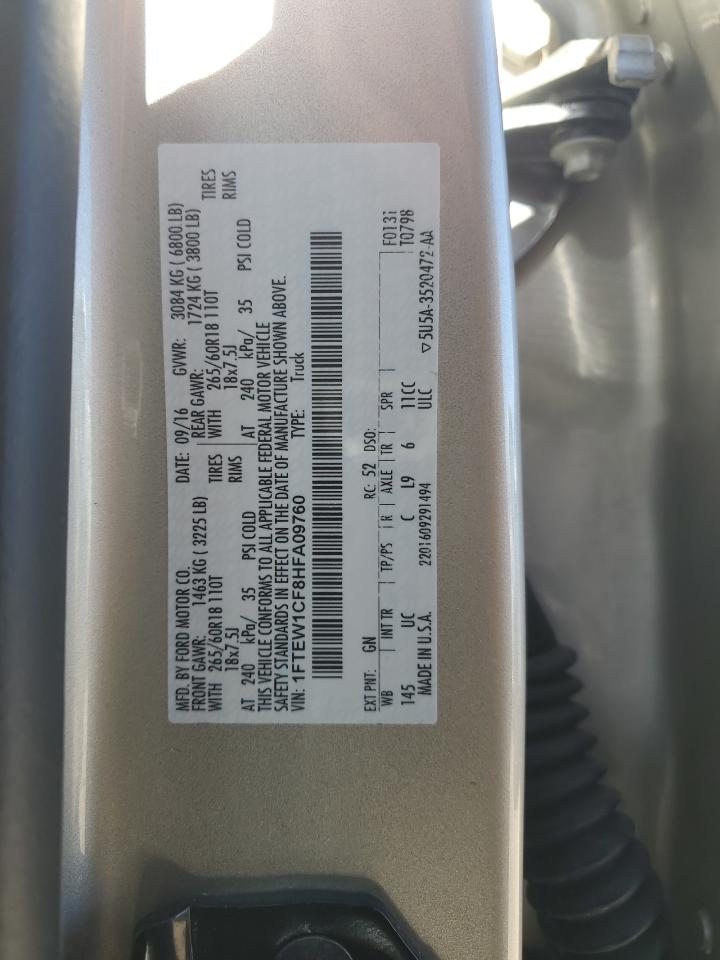 MFD. BY FORD MOTOR CO.
DATE: 09/16 GVWR: 3084 KG ( 6800 LB)
FRONT GAWR: 1463 KG ( 3225 LB) REAR GAWR: 1724 KG ( 3800 LB)
WITH 265/60R18 110T TIRES WITH 265/60R18 110T TIRES
18x7.5J RIMS 18x7.5J RIMS
AT 240 kPa/ 35 PSI COLD AT 240 kPa/ 35 PSI COLD
THIS VEHICLE CONFORMS TO ALL APPLICABLE FEDERAL MOTOR VEHICLE
SAFETY STANDARDS IN EFFECT ON THE DATE OF MANUFACTURE SHOWN ABOVE.
VIN: 1FTEW1CF8HFA09760 TYPE: Truck
EXT PNT: GN RC: 52 DSO:
WB INT TR TP/PS R AXLE TR SPR F0131
145 UC C L9 6 11CC T0798
MADE IN U.S.A. 2201609291494 ULC ▽5U5A-3520472-AA